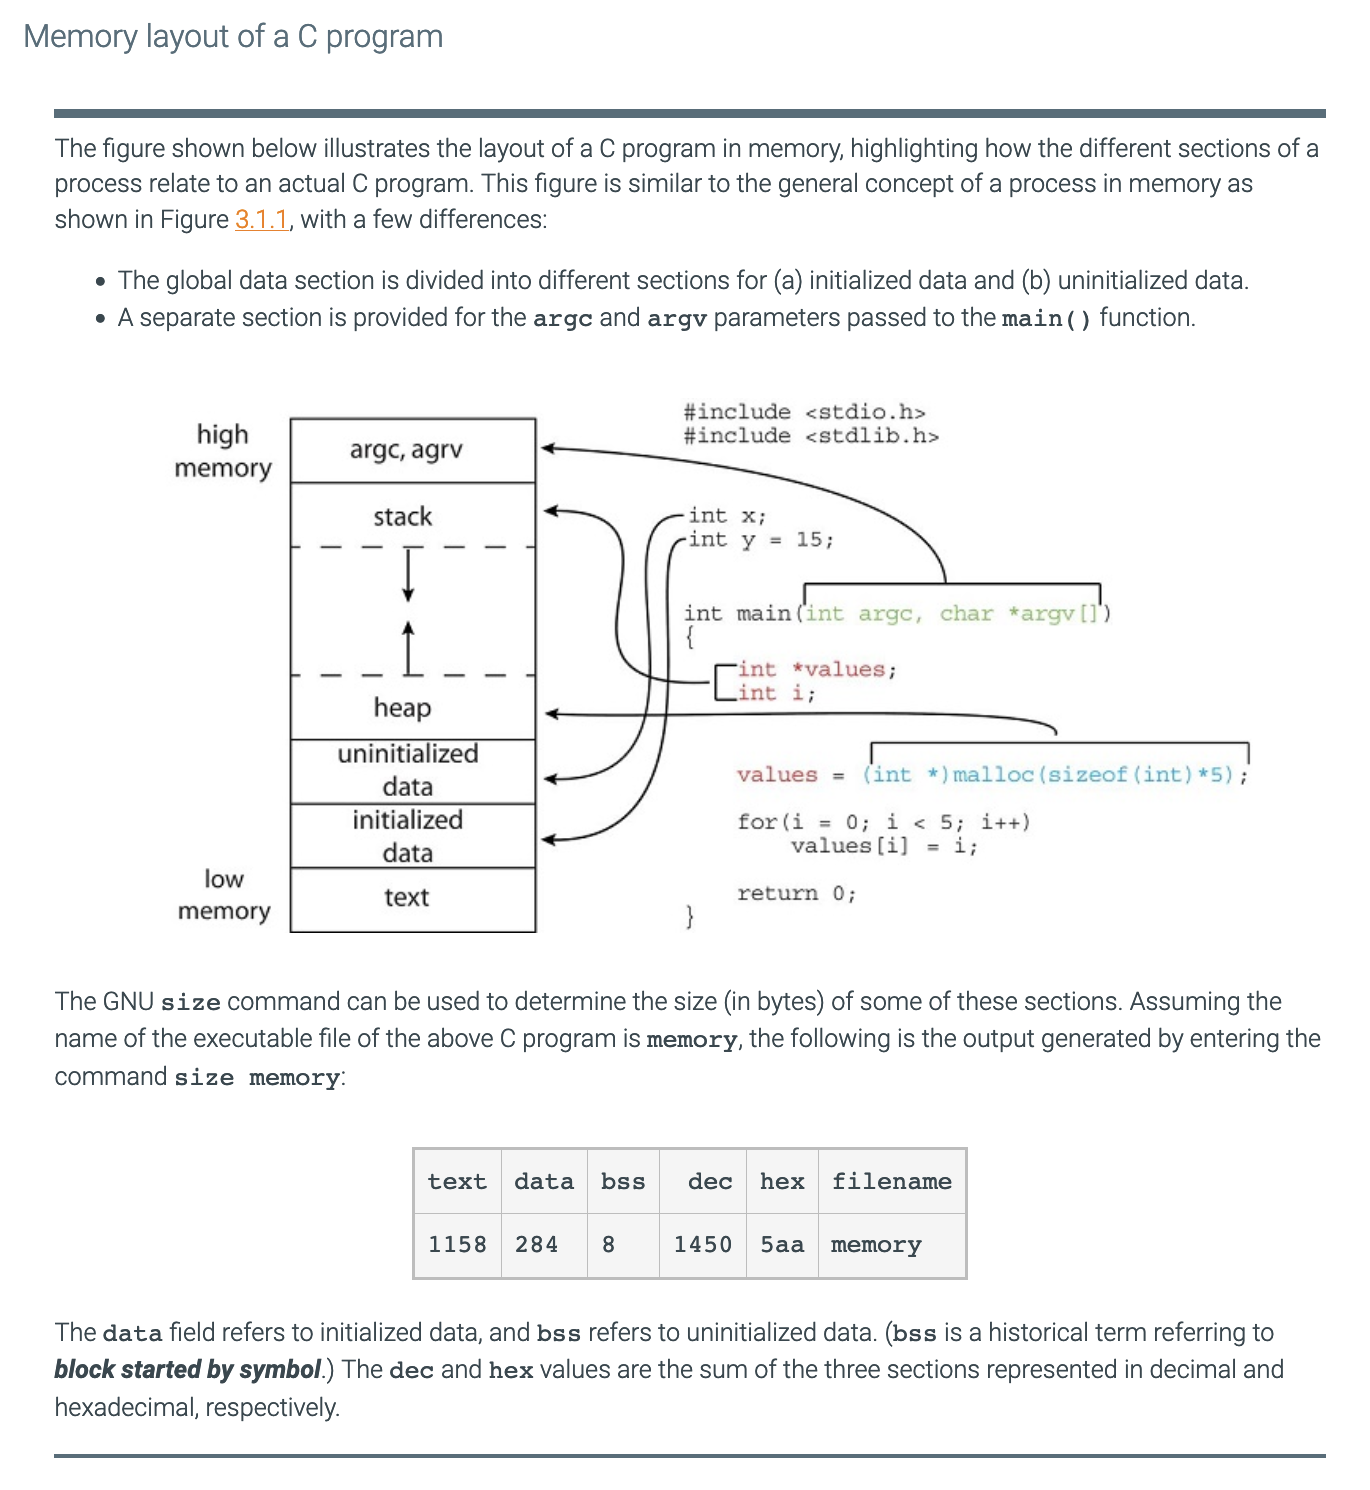 Memory layout of a C program
The figure shown below illustrates the layout of a C program in memory, highlighting how the different sections of a
process relate to an actual C program. This figure is similar to the general concept of a process in memory as
shown in Figure 3.1.1, with a few differences:
• The global data section is divided into different sections for (a) initialized data and (b) uninitialized data.
• A separate section is provided for the argc and argv parameters passed to the main() function.
high
memory
argc, agrv
stack
heap
uninitialized
data
initialized
data
low
memory
text
#include <stdio.h>
#include <stdlib.h>
int x;
int y = 15;
int main(int argc, char *argv[])
{
int *values;
int i;
values = (int *)malloc(sizeof(int)*5);
for(i = 0; i < 5; i++)
values[i] = i;
return 0;
}
The GNU size command can be used to determine the size (in bytes) of some of these sections. Assuming the
name of the executable file of the above C program is memory, the following is the output generated by entering the
command size memory:
text data bss dec hex filename
1158 284 8 1450 5aa memory
The data field refers to initialized data, and bss refers to uninitialized data. (bss is a historical term referring to
block started by symbol.) The dec and hex values are the sum of the three sections represented in decimal and
hexadecimal, respectively.